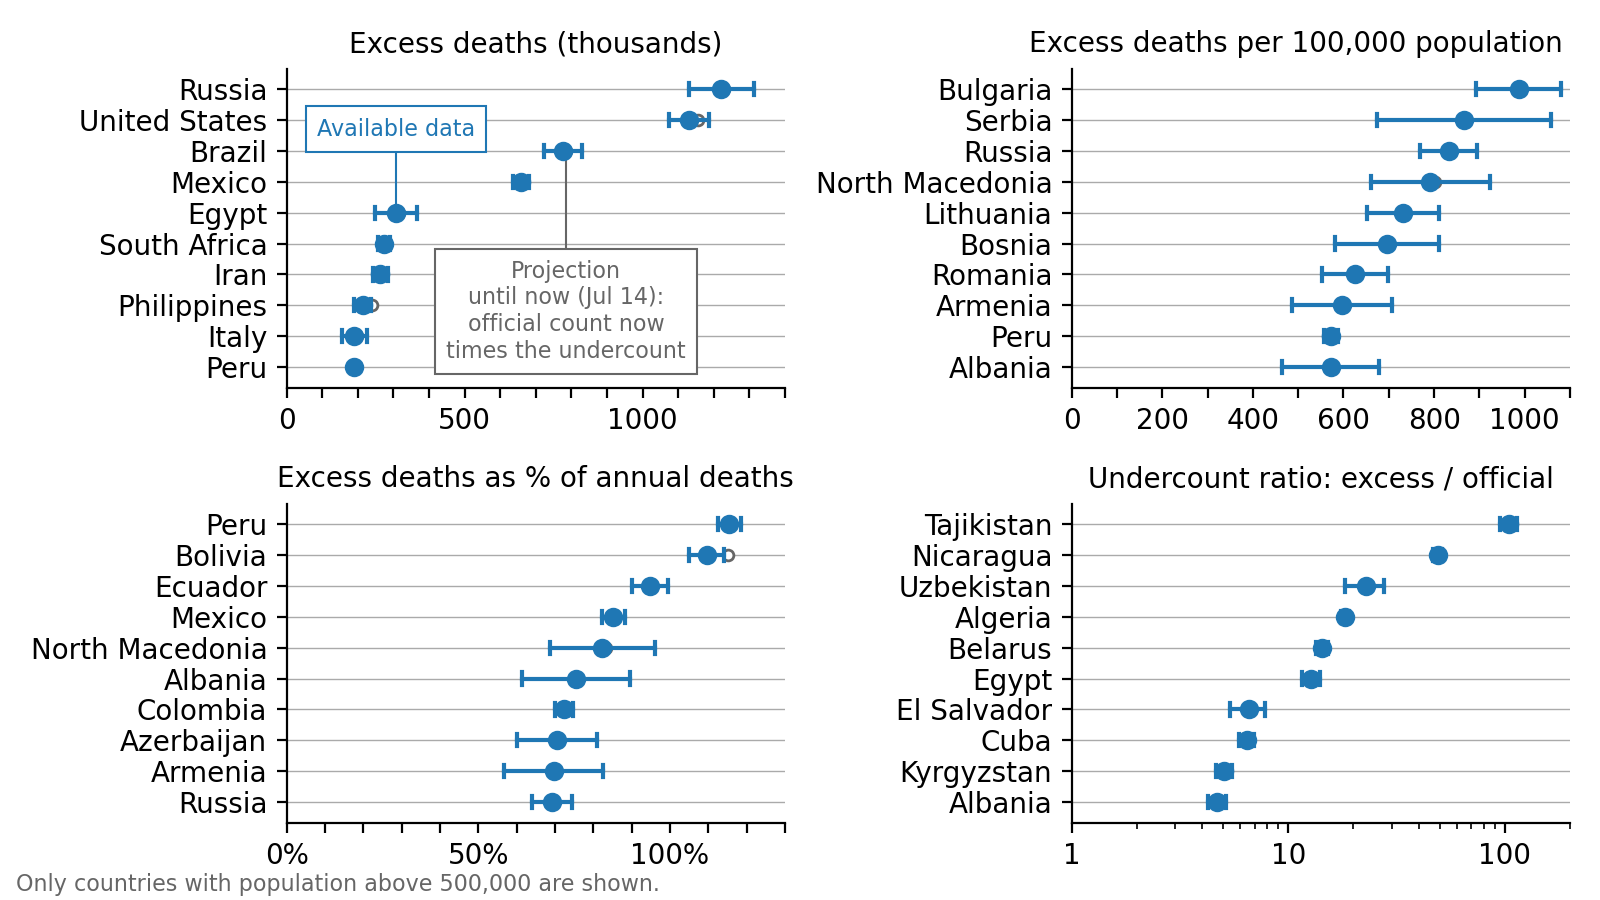 Excess deaths (thousands)
Russia
United States
Brazil
Mexico
Egypt
South Africa
Iran
Philippines
Italy
Peru
Available data
Projection
until now (Jul 14):
official count now
times the undercount
0 500 1000
Excess deaths per 100,000 population
Bulgaria
Serbia
Russia
North Macedonia
Lithuania
Bosnia
Romania
Armenia
Peru
Albania
0 200 400 600 800 1000
Excess deaths as % of annual deaths
Peru
Bolivia
Ecuador
Mexico
North Macedonia
Albania
Colombia
Azerbaijan
Armenia
Russia
0% 50% 100%
Undercount ratio: excess / official
Tajikistan
Nicaragua
Uzbekistan
Algeria
Belarus
Egypt
El Salvador
Cuba
Kyrgyzstan
Albania
1 10 100
Only countries with population above 500,000 are shown.